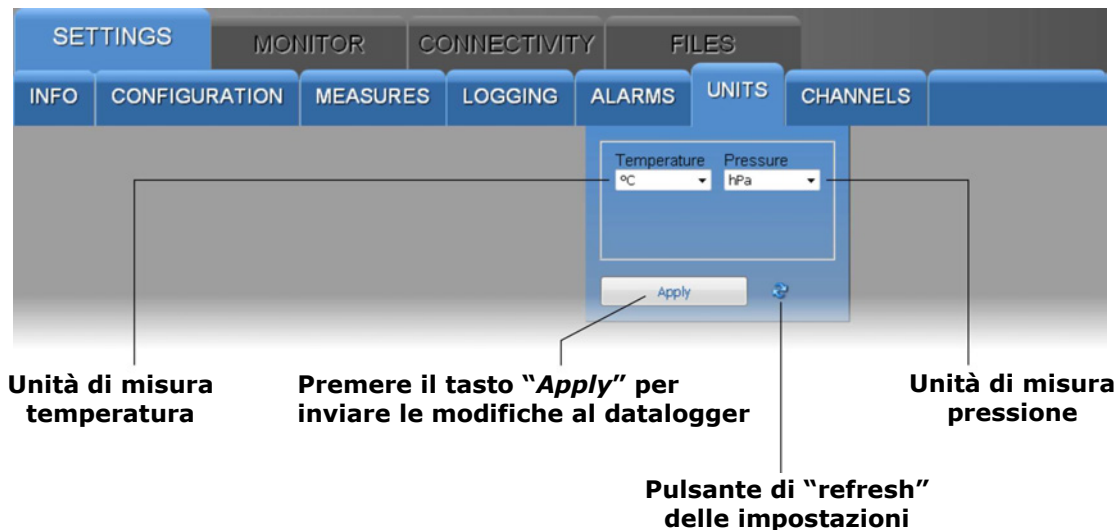 SETTINGS MONITOR CONNECTIVITY FILES
INFO CONFIGURATION MEASURES LOGGING ALARMS UNITS CHANNELS
Temperature Pressure
ºC hPa
Apply
Unità di misura
temperatura
Premere il tasto “Apply” per
inviare le modifiche al datalogger
Unità di misura
pressione
Pulsante di “refresh”
delle impostazioni